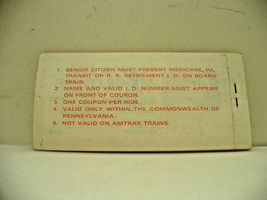 1. SENIOR CITIZEN MUST PRESENT MEDICARE, PA.
TRANSIT OR R. R. RETIREMENT I. D. ON BOARD
TRAIN.
2. NAME AND VALID I. D. NUMBER MUST APPEAR
ON FRONT OF COUPON.
3. ONE COUPON PER RIDE.
4. VALID ONLY WITHIN THE COMMONWEALTH OF
PENNSYLVANIA.
5. NOT VALID ON AMTRAK TRAINS.